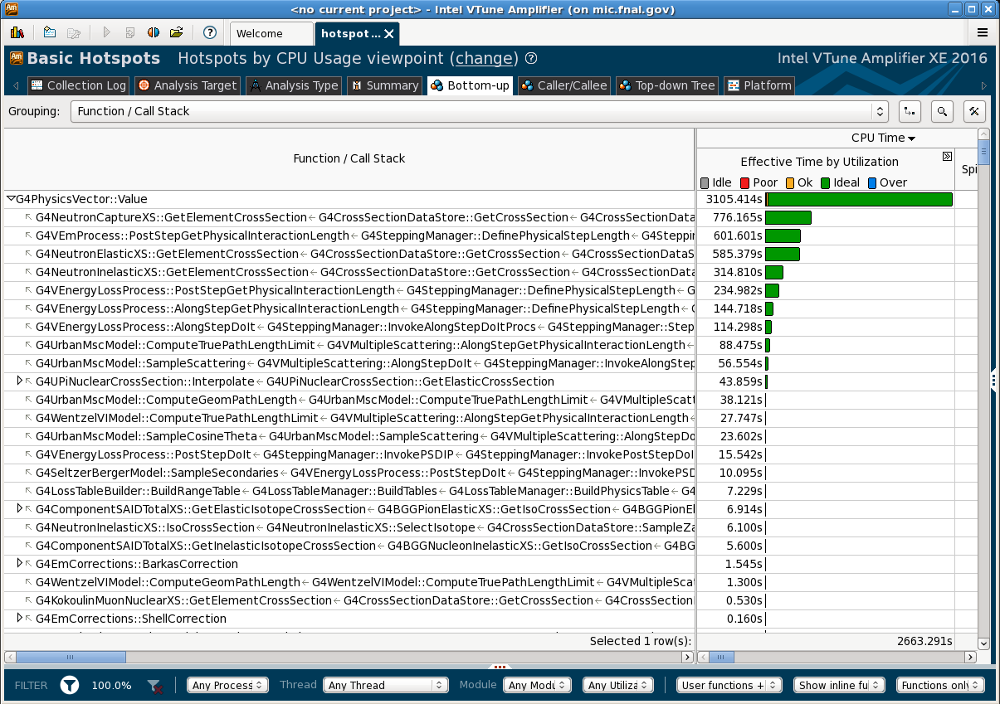 <no current project> - Intel VTune Amplifier (on mic.fnal.gov)
Welcome
hotspot ...
Basic Hotspots Hotspots by CPU Usage viewpoint (change) Intel VTune Amplifier XE 2016
Collection Log Analysis Target Analysis Type Summary Bottom-up Caller/Callee Top-down Tree Platform
Grouping: Function / Call Stack
Function / Call Stack
CPU Time
Effective Time by Utilization
Spi
Idle Poor Ok Ideal Over
G4PhysicsVector::Value 3105.414s
G4NeutronCaptureXS::GetElementCrossSection ← G4CrossSectionDataStore::GetCrossSection ← G4CrossSectionData 776.165s
G4VEmProcess::PostStepGetPhysicalInteractionLength ← G4SteppingManager::DefinePhysicalStepLength ← G4Steppi 601.601s
G4NeutronElasticXS::GetElementCrossSection ← G4CrossSectionDataStore::GetCrossSection ← G4CrossSectionDataS 585.379s
G4NeutronInelasticXS::GetElementCrossSection ← G4CrossSectionDataStore::GetCrossSection ← G4CrossSectionData 314.810s
G4VEnergyLossProcess::PostStepGetPhysicalInteractionLength ← G4SteppingManager::DefinePhysicalStepLength ← G 234.982s
G4VEnergyLossProcess::AlongStepGetPhysicalInteractionLength ← G4SteppingManager::DefinePhysicalStepLength ← 144.718s
G4VEnergyLossProcess::AlongStepDoIt ← G4SteppingManager::InvokeAlongStepDoItProcs ← G4SteppingManager::Step 114.298s
G4UrbanMscModel::ComputeTruePathLengthLimit ← G4VMultipleScattering::AlongStepGetPhysicalInteractionLength ← 88.475s
G4UrbanMscModel::SampleScattering ← G4VMultipleScattering::AlongStepDoIt ← G4SteppingManager::InvokeAlongStep 56.554s
G4UPiNuclearCrossSection::Interpolate ← G4UPiNuclearCrossSection::GetElasticCrossSection 43.859s
G4UrbanMscModel::ComputeGeomPathLength ← G4UrbanMscModel::ComputeTruePathLengthLimit ← G4VMultipleScatt 38.121s
G4WentzelVIModel::ComputeTruePathLengthLimit ← G4VMultipleScattering::AlongStepGetPhysicalInteractionLength ← 27.747s
G4UrbanMscModel::SampleCosineTheta ← G4UrbanMscModel::SampleScattering ← G4VMultipleScattering::AlongStepDo 23.602s
G4VEnergyLossProcess::PostStepDoIt ← G4SteppingManager::InvokePSDIP ← G4SteppingManager::InvokePostStepDoI 15.542s
G4SeltzerBergerModel::SampleSecondaries ← G4VEnergyLossProcess::PostStepDoIt ← G4SteppingManager::InvokePSD 10.095s
G4LossTableBuilder::BuildRangeTable ← G4LossTableManager::BuildTables ← G4LossTableManager::BuildPhysicsTable ← G4 7.229s
G4ComponentSAIDTotalXS::GetElasticIsotopeCrossSection ← G4BGGPionElasticXS::GetIsoCrossSection ← G4BGGPionEl 6.914s
G4NeutronInelasticXS::IsoCrossSection ← G4NeutronInelasticXS::SelectIsotope ← G4CrossSectionDataStore::SampleZa 6.100s
G4ComponentSAIDTotalXS::GetInelasticIsotopeCrossSection ← G4BGGNucleonInelasticXS::GetIsoCrossSection ← G4BG 5.600s
G4EmCorrections::BarkasCorrection 1.545s
G4WentzelVIModel::ComputeGeomPathLength ← G4WentzelVIModel::ComputeTruePathLengthLimit ← G4VMultipleSca 1.300s
G4KokoulinMuonNuclearXS::GetElementCrossSection ← G4CrossSectionDataStore::GetCrossSection ← G4CrossSection 0.530s
G4EmCorrections::ShellCorrection 0.160s
Selected 1 row(s): 2663.291s
FILTER 100.0% Any Process Thread Any Thread Module Any Modu Any Utiliza User functions + Show inline fu Functions only